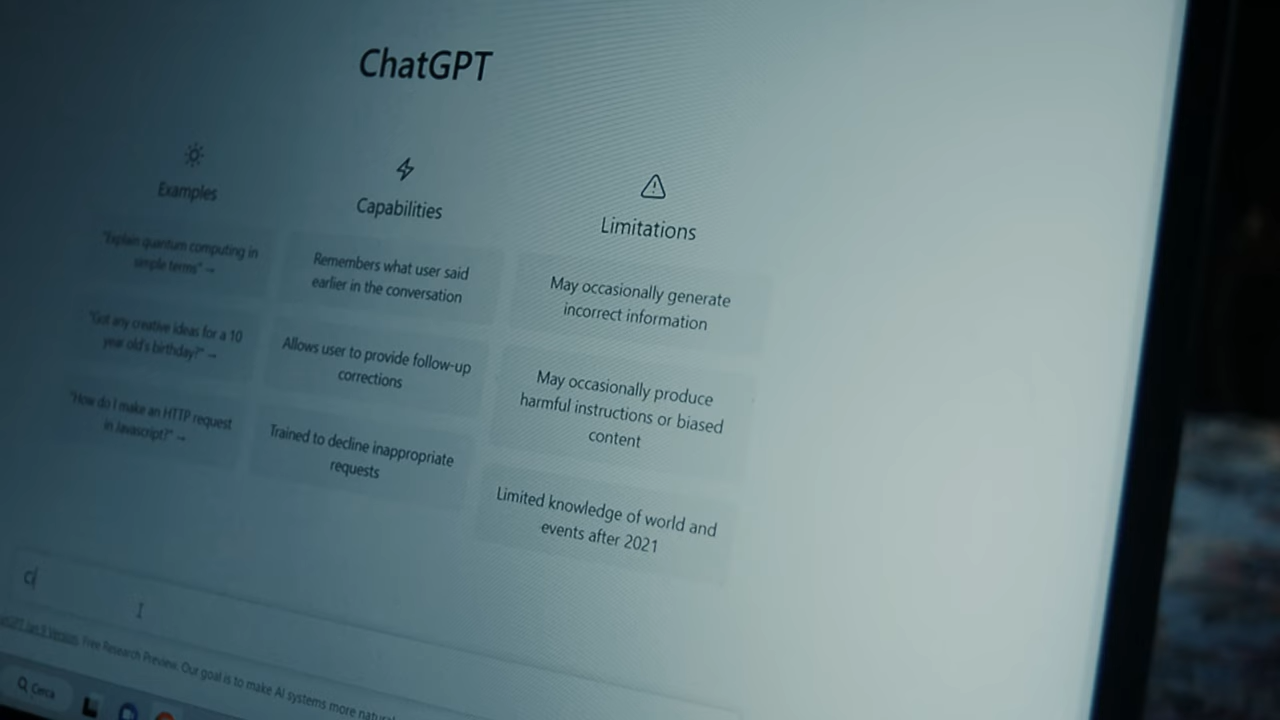 ChatGPT
Examples
"Explain quantum computing in
simple terms" →
"Got any creative ideas for a 10
year old's birthday?" →
"How do I make an HTTP request
in Javascript?" →
Capabilities
Remembers what user said
earlier in the conversation
Allows user to provide follow-up
corrections
Trained to decline inappropriate
requests
Limitations
May occasionally generate
incorrect information
May occasionally produce
harmful instructions or biased
content
Limited knowledge of world and
events after 2021
Free Research Preview. Our goal is to make AI systems more natural
Cerca